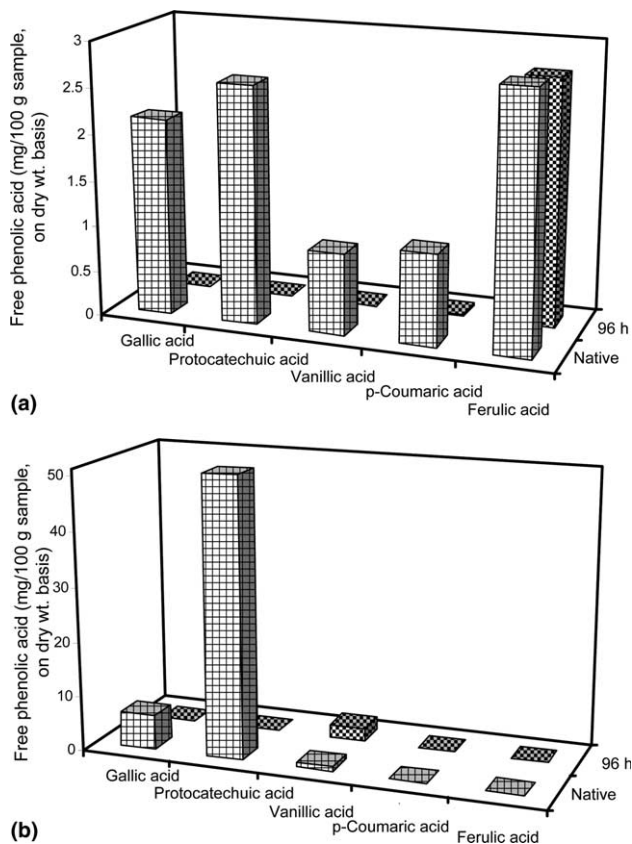 Free phenolic acid (mg/100 g sample,
on dry wt. basis)
3
2.5
2
1.5
1
0.5
0
Gallic acid
Protocatechuic acid
Vanillic acid
p-Coumaric acid
Ferulic acid
96 h
Native
(a)
Free phenolic acid (mg/100 g sample,
on dry wt. basis)
50
40
30
20
10
0
Gallic acid
Protocatechuic acid
Vanillic acid
p-Coumaric acid
Ferulic acid
96 h
Native
(b)